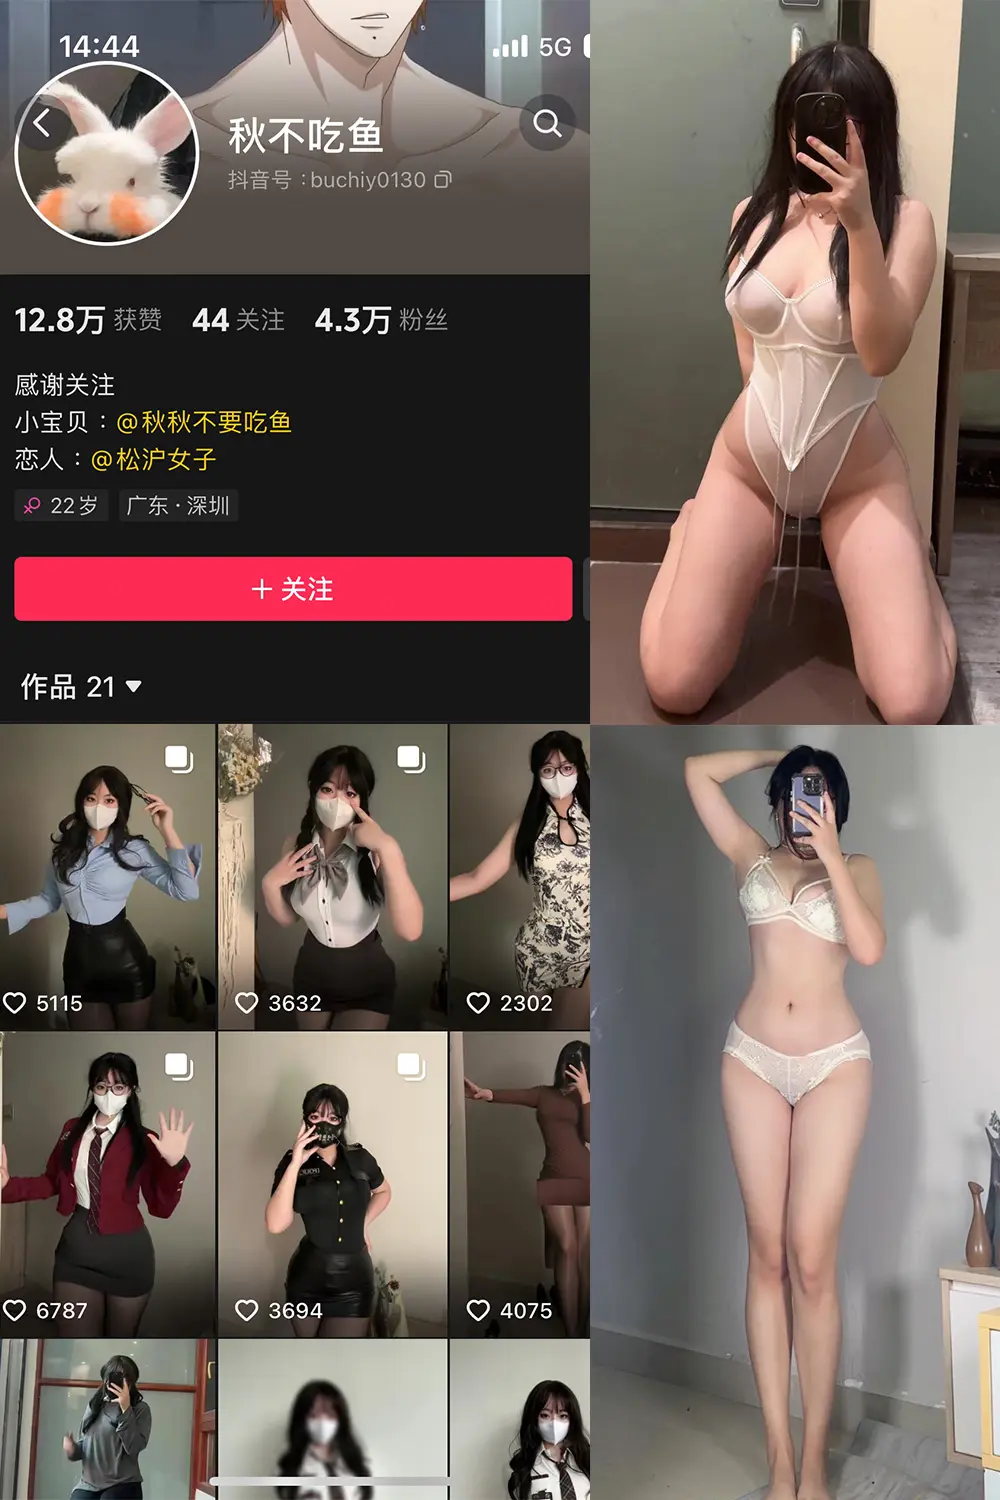 14:44
5G
秋不吃鱼
抖音号：buchiy0130
12.8万 获赞 44 关注 4.3万 粉丝
感谢关注
小宝贝：@秋秋不要吃鱼
恋人：@松沪女子
22岁 广东·深圳
+ 关注
作品 21
5115 3632 2302
6787 3694 4075